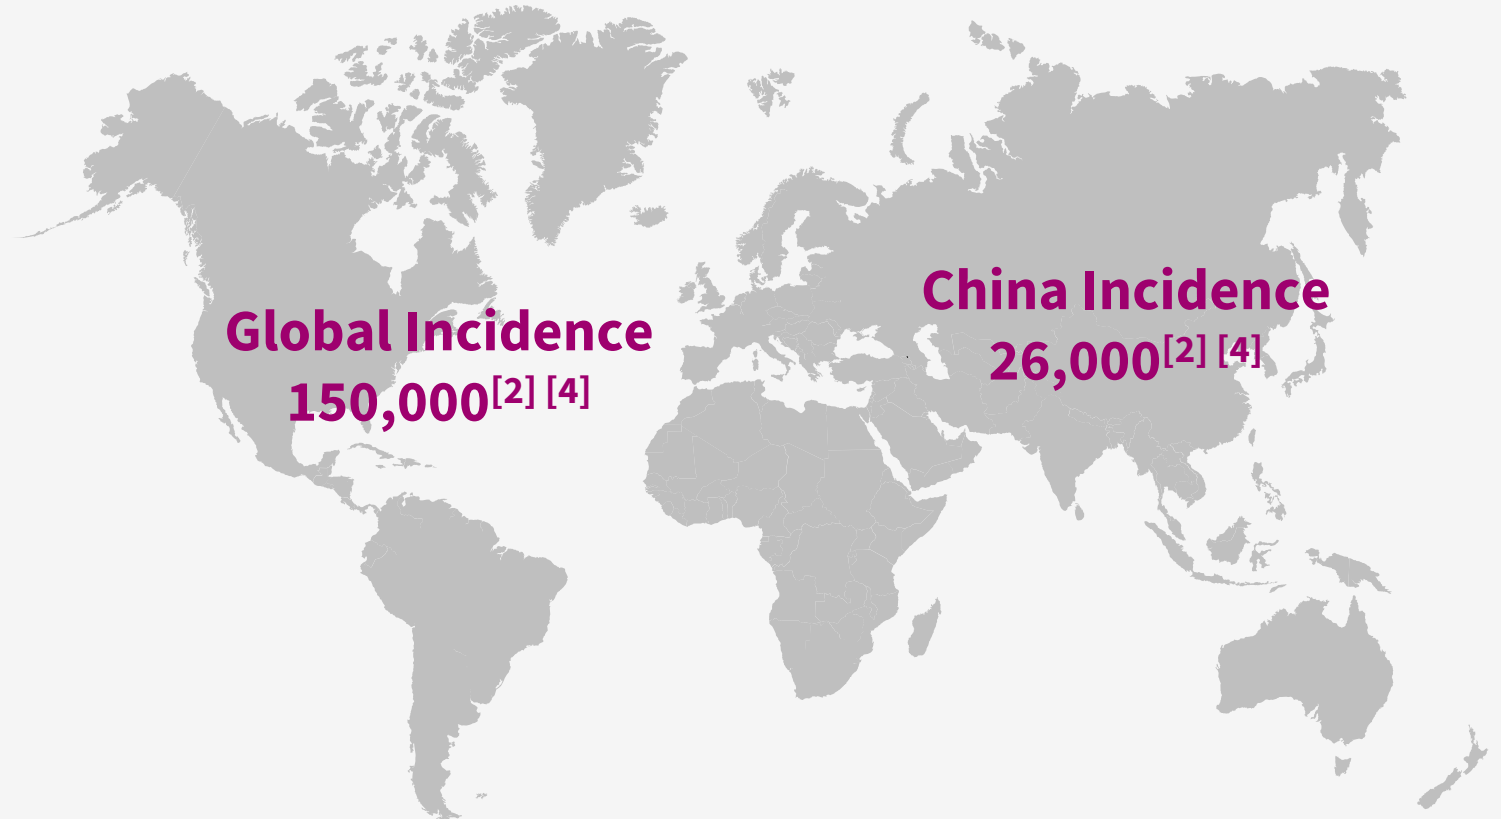 Global Incidence
150,000[2] [4]
China Incidence
26,000[2] [4]